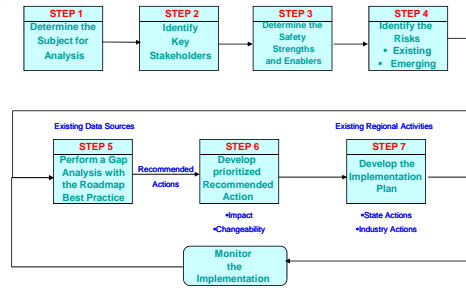 STEP 1
Determine the
Subject for
Analysis
STEP 2
Identify
Key
Stakeholders
STEP 3
Determine the
Safety
Strengths
and Enablers
STEP 4
Identify the
Risks
▪ Existing
▪ Emerging
Existing Data Sources
Existing Regional Activities
STEP 5
Perform a Gap
Analysis with
the Roadmap
Best Practice
Recommended
Actions
STEP 6
Develop
prioritized
Recommended
Action
•Impact
•Changeability
STEP 7
Develop the
Implementation
Plan
•State Actions
•Industry Actions
Monitor
the
Implementation